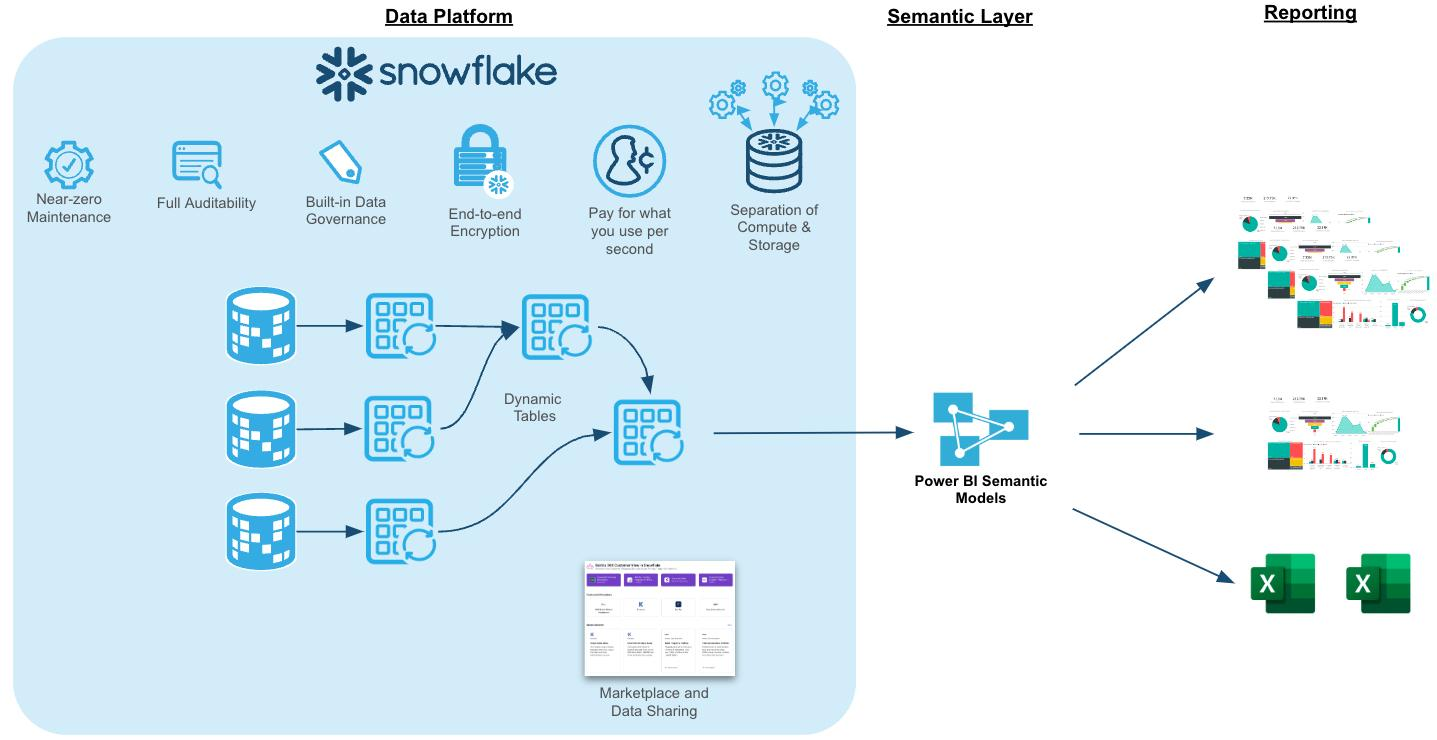 Data Platform
Semantic Layer
Reporting
snowflake
Near-zero
Maintenance
Full Auditability
Built-in Data
Governance
End-to-end
Encryption
Pay for what
you use per
second
Separation of
Compute &
Storage
Dynamic
Tables
Power BI Semantic
Models
X
X
Marketplace and
Data Sharing